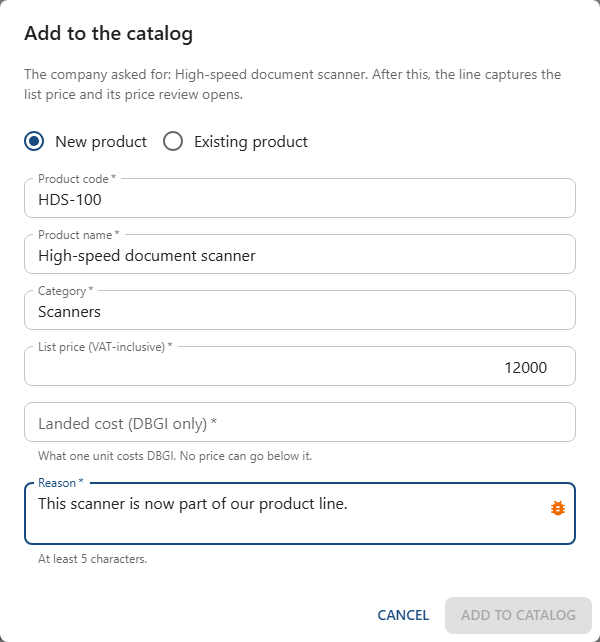 Add to the catalog
The company asked for: High-speed document scanner. After this, the line captures the
list price and its price review opens.
New product
Existing product
Product code *
HDS-100
Product name *
High-speed document scanner
Category *
Scanners
List price (VAT-inclusive) *
12000
Landed cost (DBGI only) *
What one unit costs DBGI. No price can go below it.
Reason *
This scanner is now part of our product line.
At least 5 characters.
CANCEL
ADD TO CATALOG